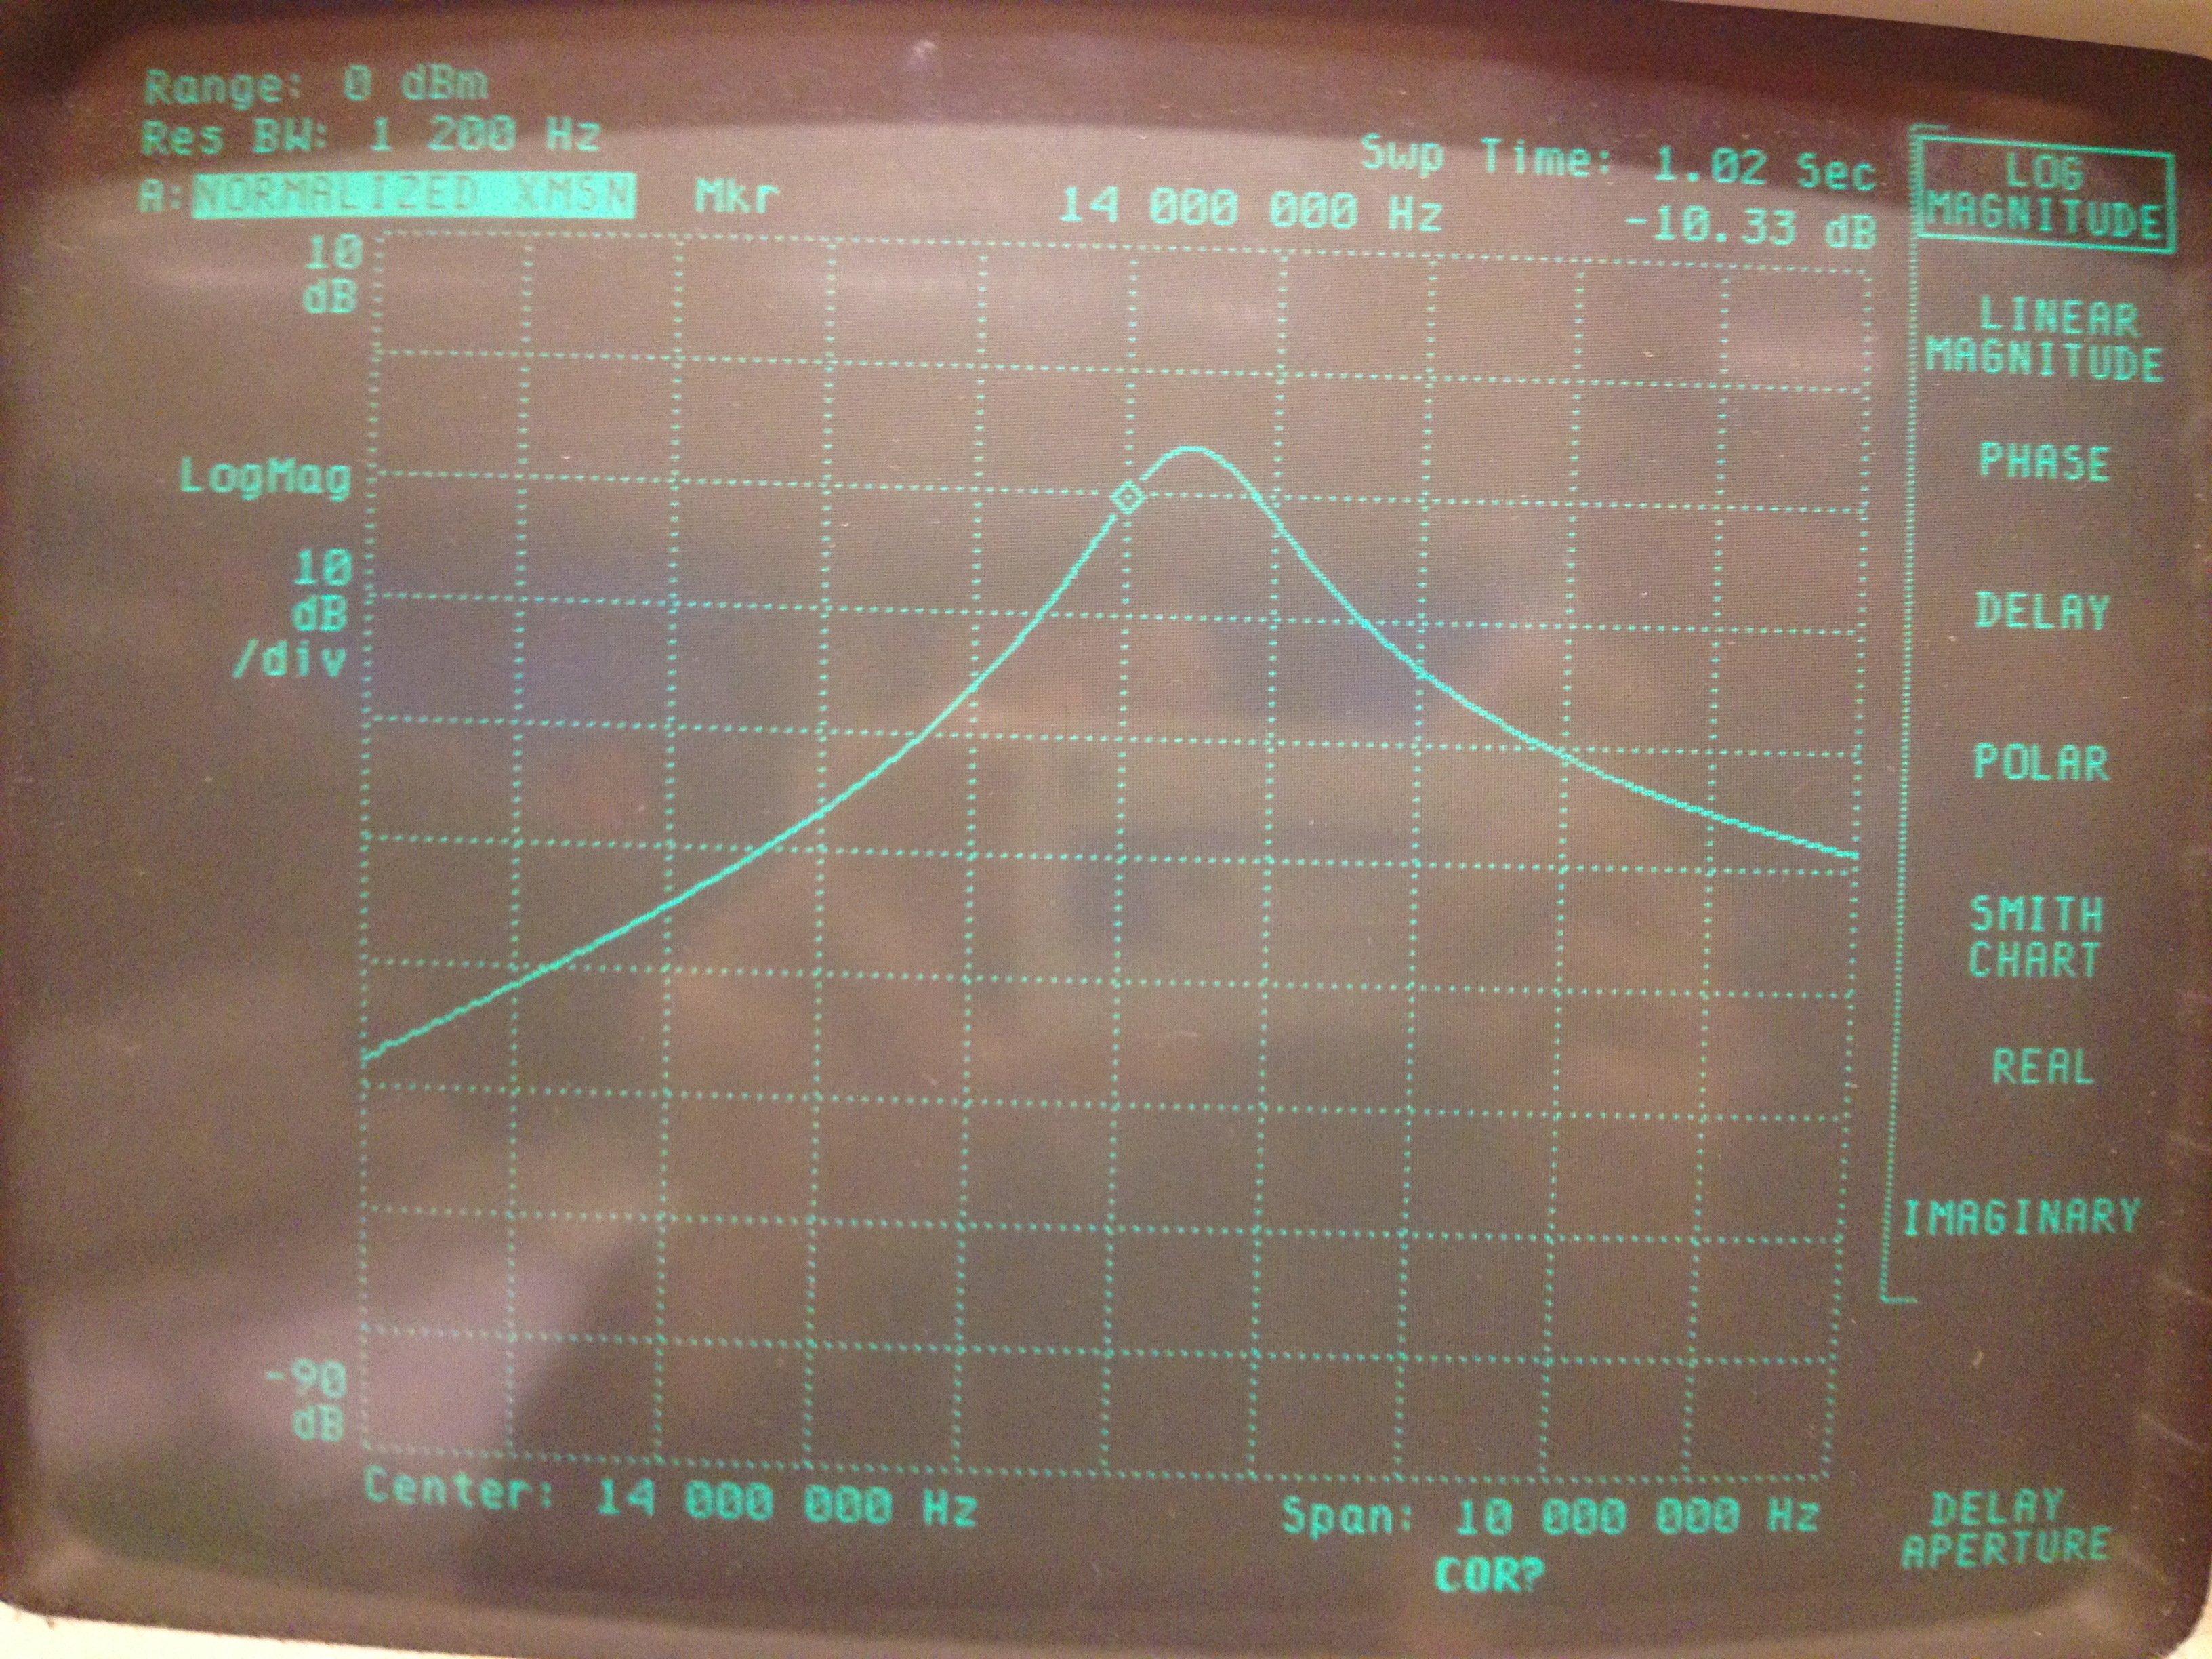 Range: 0 dBm
Res BW: 1 200 Hz
Swp Time: 1.02 Sec
A: NORMALIZED XMSN Mkr 14 000 000 Hz -10.33 dB
10
dB
LogMag
10
dB
/div
-90
dB
Center: 14 000 000 Hz
Span: 10 000 000 Hz
COR?
LOG
MAGNITUDE
LINEAR
MAGNITUDE
PHASE
DELAY
POLAR
SMITH
CHART
REAL
IMAGINARY
DELAY
APERTURE